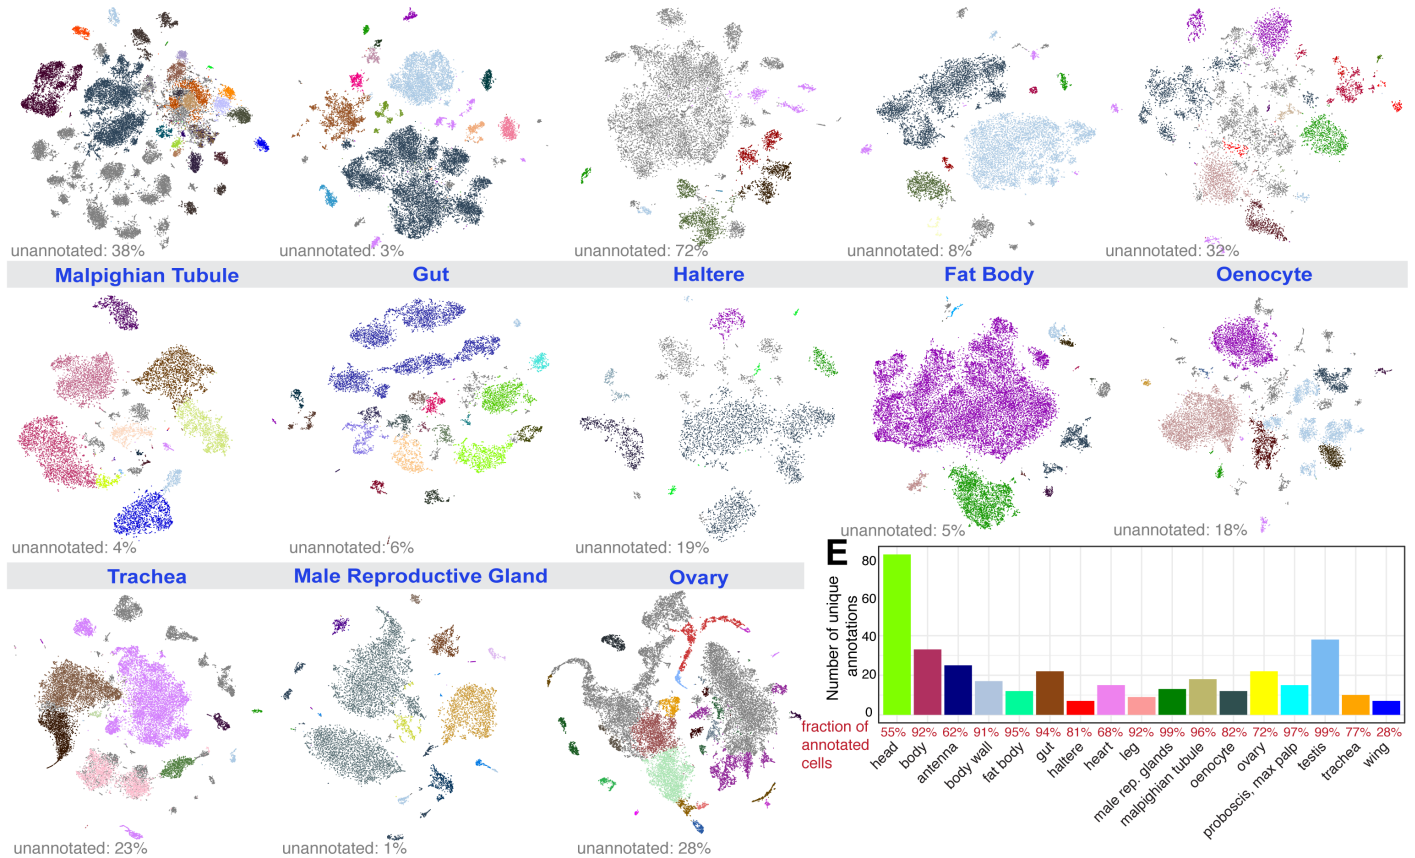 unannotated: 38%
unannotated: 3%
unannotated: 72%
unannotated: 8%
unannotated: 32%
Malpighian Tubule
Gut
Haltere
Fat Body
Oenocyte
unannotated: 4%
unannotated: 6%
unannotated: 19%
unannotated: 5%
unannotated: 18%
Trachea
Male Reproductive Gland
Ovary
unannotated: 23%
unannotated: 1%
unannotated: 28%
E
Number of unique
annotations
80
60
40
20
0
fraction of
annotated
cells
55% 92% 62% 91% 95% 94% 81% 68% 92% 99% 96% 82% 72% 97% 99% 77% 28%
head
body
antenna
body wall
fat body
gut
haltere
heart
leg
male rep. glands
malpighian tubule
oenocyte
ovary
proboscis, max palp
testis
trachea
wing